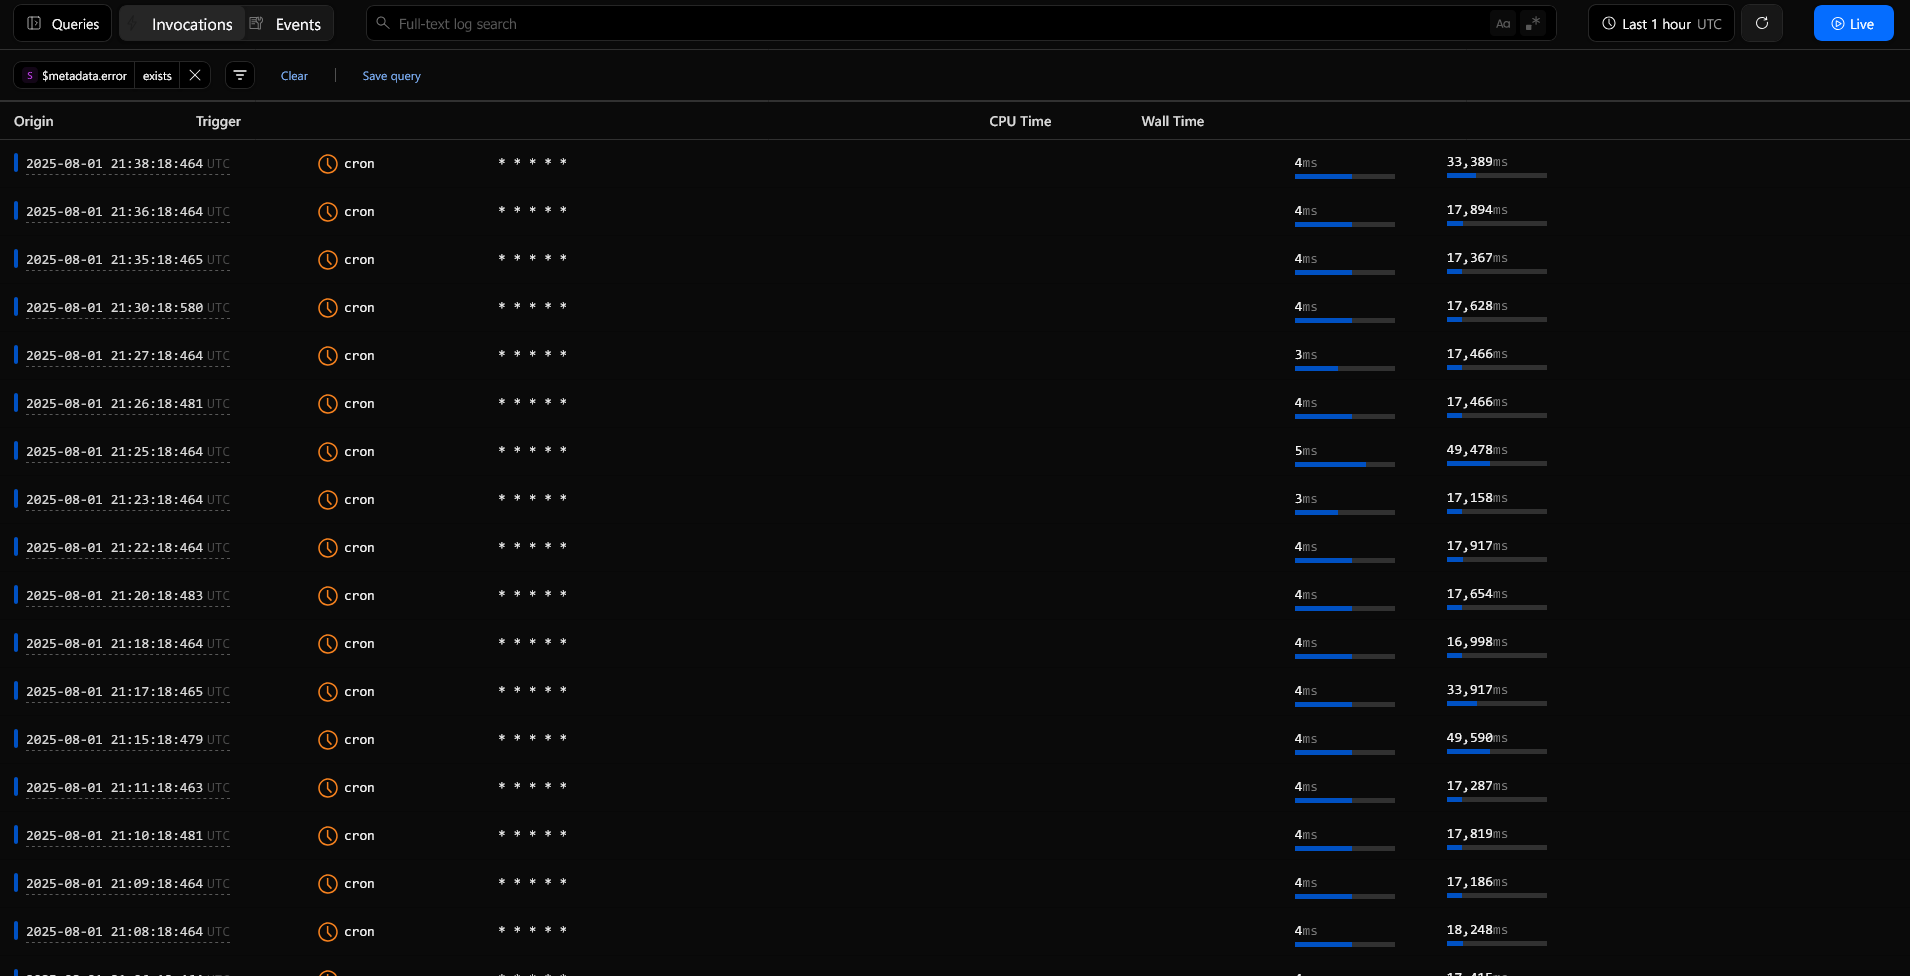 Queries Invocations Events Full-text log search Aa .* Last 1 hour UTC Live
S $metadata.error exists Clear Save query
Origin Trigger CPU Time Wall Time
2025-08-01 21:38:18:464 UTC cron * * * * * 4ms 33,389ms
2025-08-01 21:36:18:464 UTC cron * * * * * 4ms 17,894ms
2025-08-01 21:35:18:465 UTC cron * * * * * 4ms 17,367ms
2025-08-01 21:30:18:580 UTC cron * * * * * 4ms 17,628ms
2025-08-01 21:27:18:464 UTC cron * * * * * 3ms 17,466ms
2025-08-01 21:26:18:481 UTC cron * * * * * 4ms 17,466ms
2025-08-01 21:25:18:464 UTC cron * * * * * 5ms 49,478ms
2025-08-01 21:23:18:464 UTC cron * * * * * 3ms 17,158ms
2025-08-01 21:22:18:464 UTC cron * * * * * 4ms 17,917ms
2025-08-01 21:20:18:483 UTC cron * * * * * 4ms 17,654ms
2025-08-01 21:18:18:464 UTC cron * * * * * 4ms 16,998ms
2025-08-01 21:17:18:465 UTC cron * * * * * 4ms 33,917ms
2025-08-01 21:15:18:479 UTC cron * * * * * 4ms 49,590ms
2025-08-01 21:11:18:463 UTC cron * * * * * 4ms 17,287ms
2025-08-01 21:10:18:481 UTC cron * * * * * 4ms 17,819ms
2025-08-01 21:09:18:464 UTC cron * * * * * 4ms 17,186ms
2025-08-01 21:08:18:464 UTC cron * * * * * 4ms 18,248ms